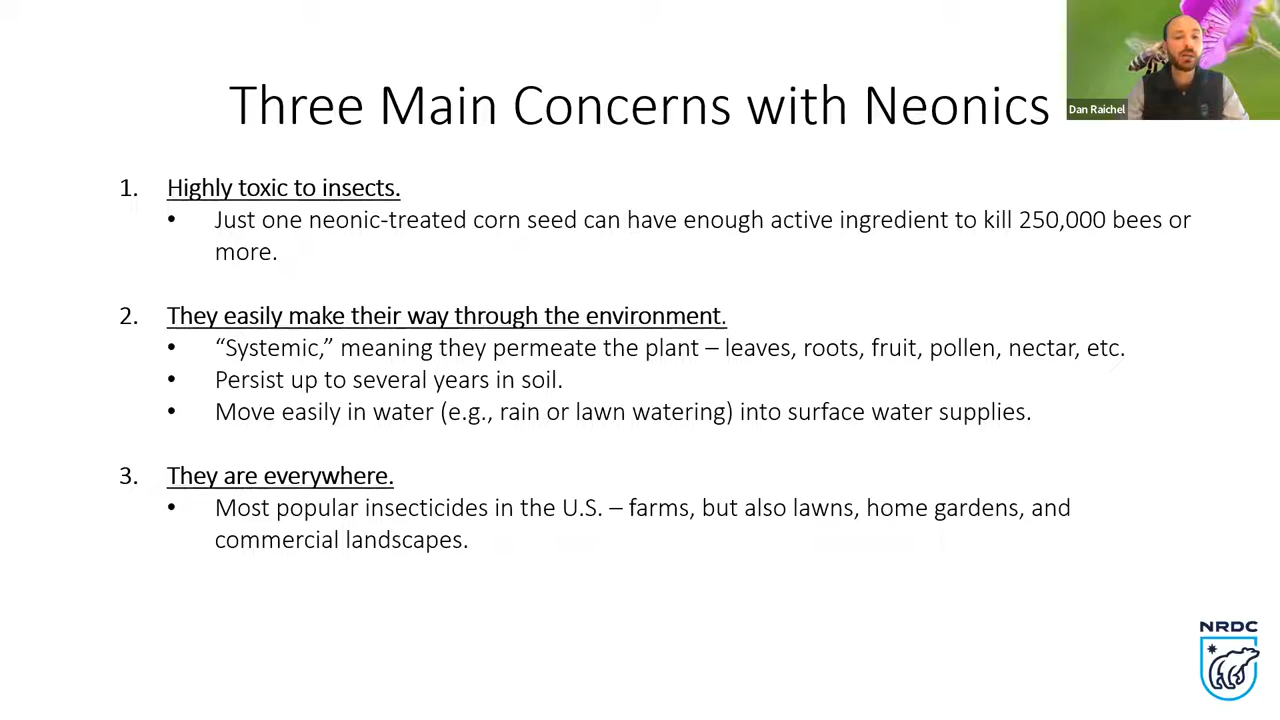 Three Main Concerns with Neonics
Dan Raichel
1. Highly toxic to insects.
• Just one neonic-treated corn seed can have enough active ingredient to kill 250,000 bees or
more.
2. They easily make their way through the environment.
• “Systemic,” meaning they permeate the plant – leaves, roots, fruit, pollen, nectar, etc.
• Persist up to several years in soil.
• Move easily in water (e.g., rain or lawn watering) into surface water supplies.
3. They are everywhere.
• Most popular insecticides in the U.S. – farms, but also lawns, home gardens, and
commercial landscapes.
NRDC